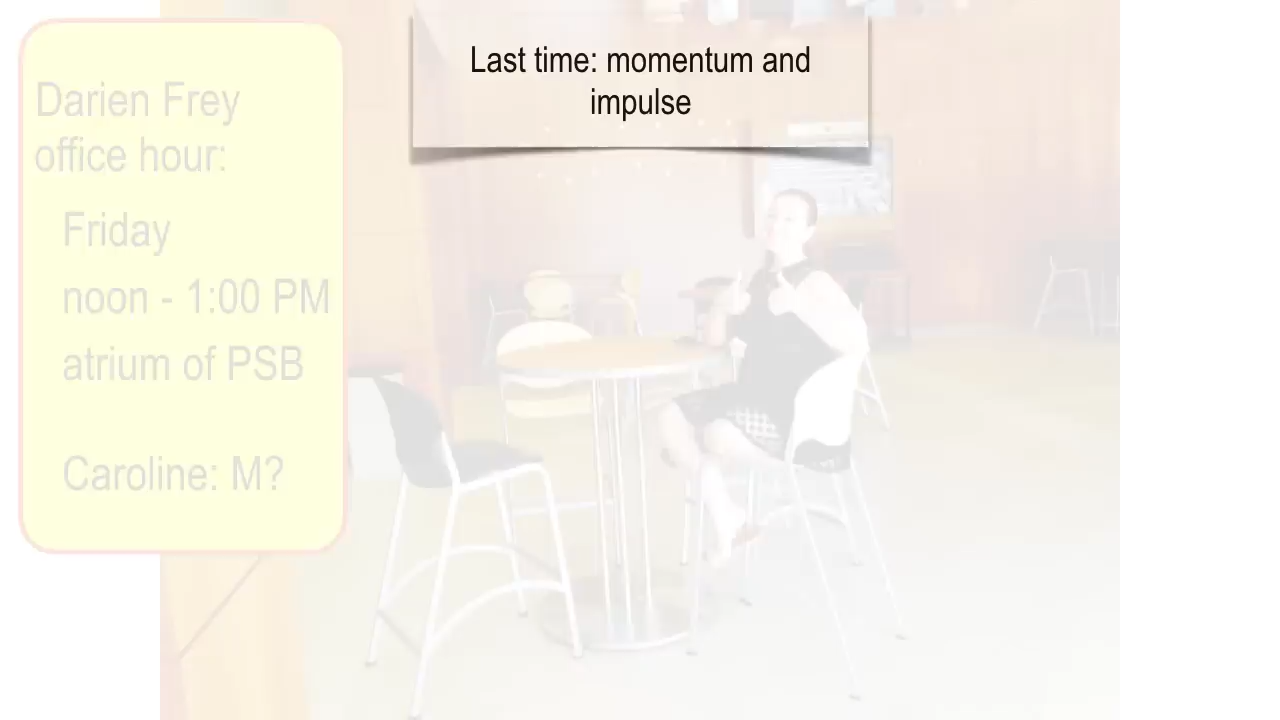 Last time: momentum and
impulse
Darien Frey
office hour:
Friday
noon - 1:00 PM
atrium of PSB
Caroline: M?